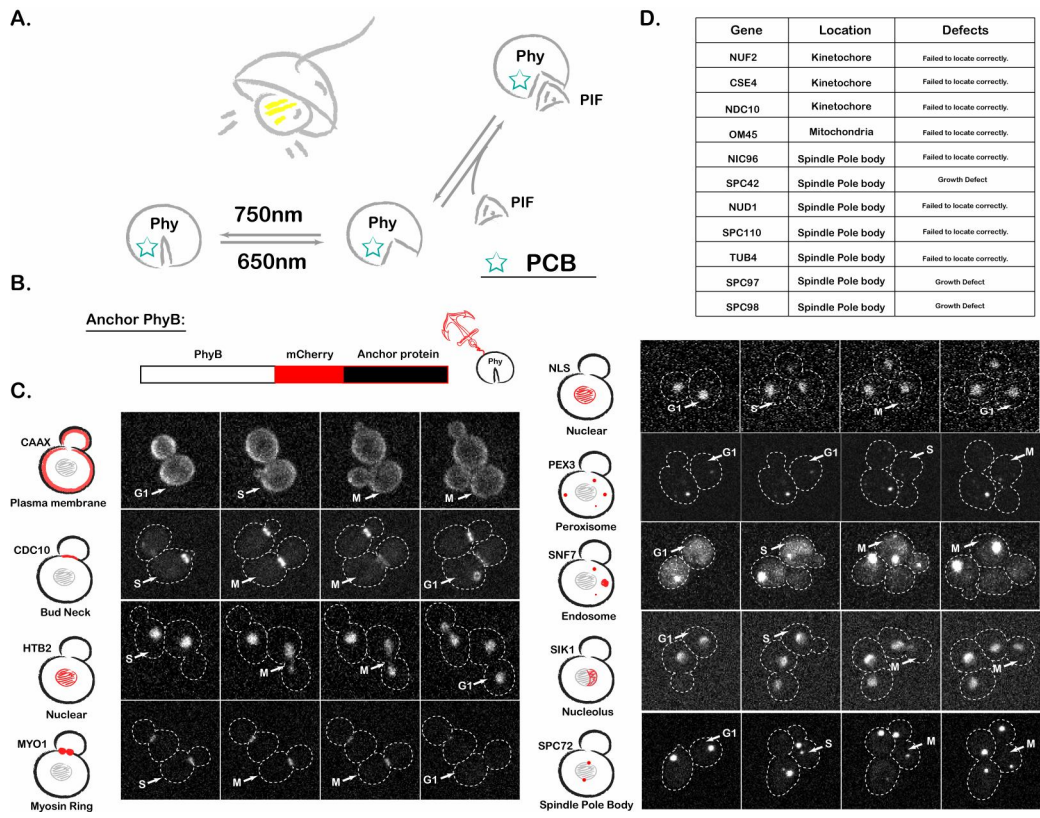 A.
Phy
PIF
Phy
750nm
650nm
Phy
PIF
PCB
B.
Anchor PhyB:
PhyB
mCherry
Anchor protein
Phy
C.
CAAX
Plasma membrane
G1
S
M
M
CDC10
Bud Neck
S
M
M
G1
HTB2
Nuclear
S
M
M
G1
MYO1
Myosin Ring
S
M
M
G1
NLS
Nuclear
G1
S
M
G1
PEX3
Peroxisome
G1
G1
S
M
SNF7
Endosome
G1
S
M
M
SIK1
Nucleolus
G1
S
M
M
SPC72
Spindle Pole Body
G1
S
M
M
D.
Gene Location Defects
NUF2 Kinetochore Failed to locate correctly.
CSE4 Kinetochore Failed to locate correctly.
NDC10 Kinetochore Failed to locate correctly.
OM45 Mitochondria Failed to locate correctly.
NIC96 Spindle Pole body Failed to locate correctly.
SPC42 Spindle Pole body Growth Defect
NUD1 Spindle Pole body Failed to locate correctly.
SPC110 Spindle Pole body Failed to locate correctly.
TUB4 Spindle Pole body Failed to locate correctly.
SPC97 Spindle Pole body Growth Defect
SPC98 Spindle Pole body Growth Defect